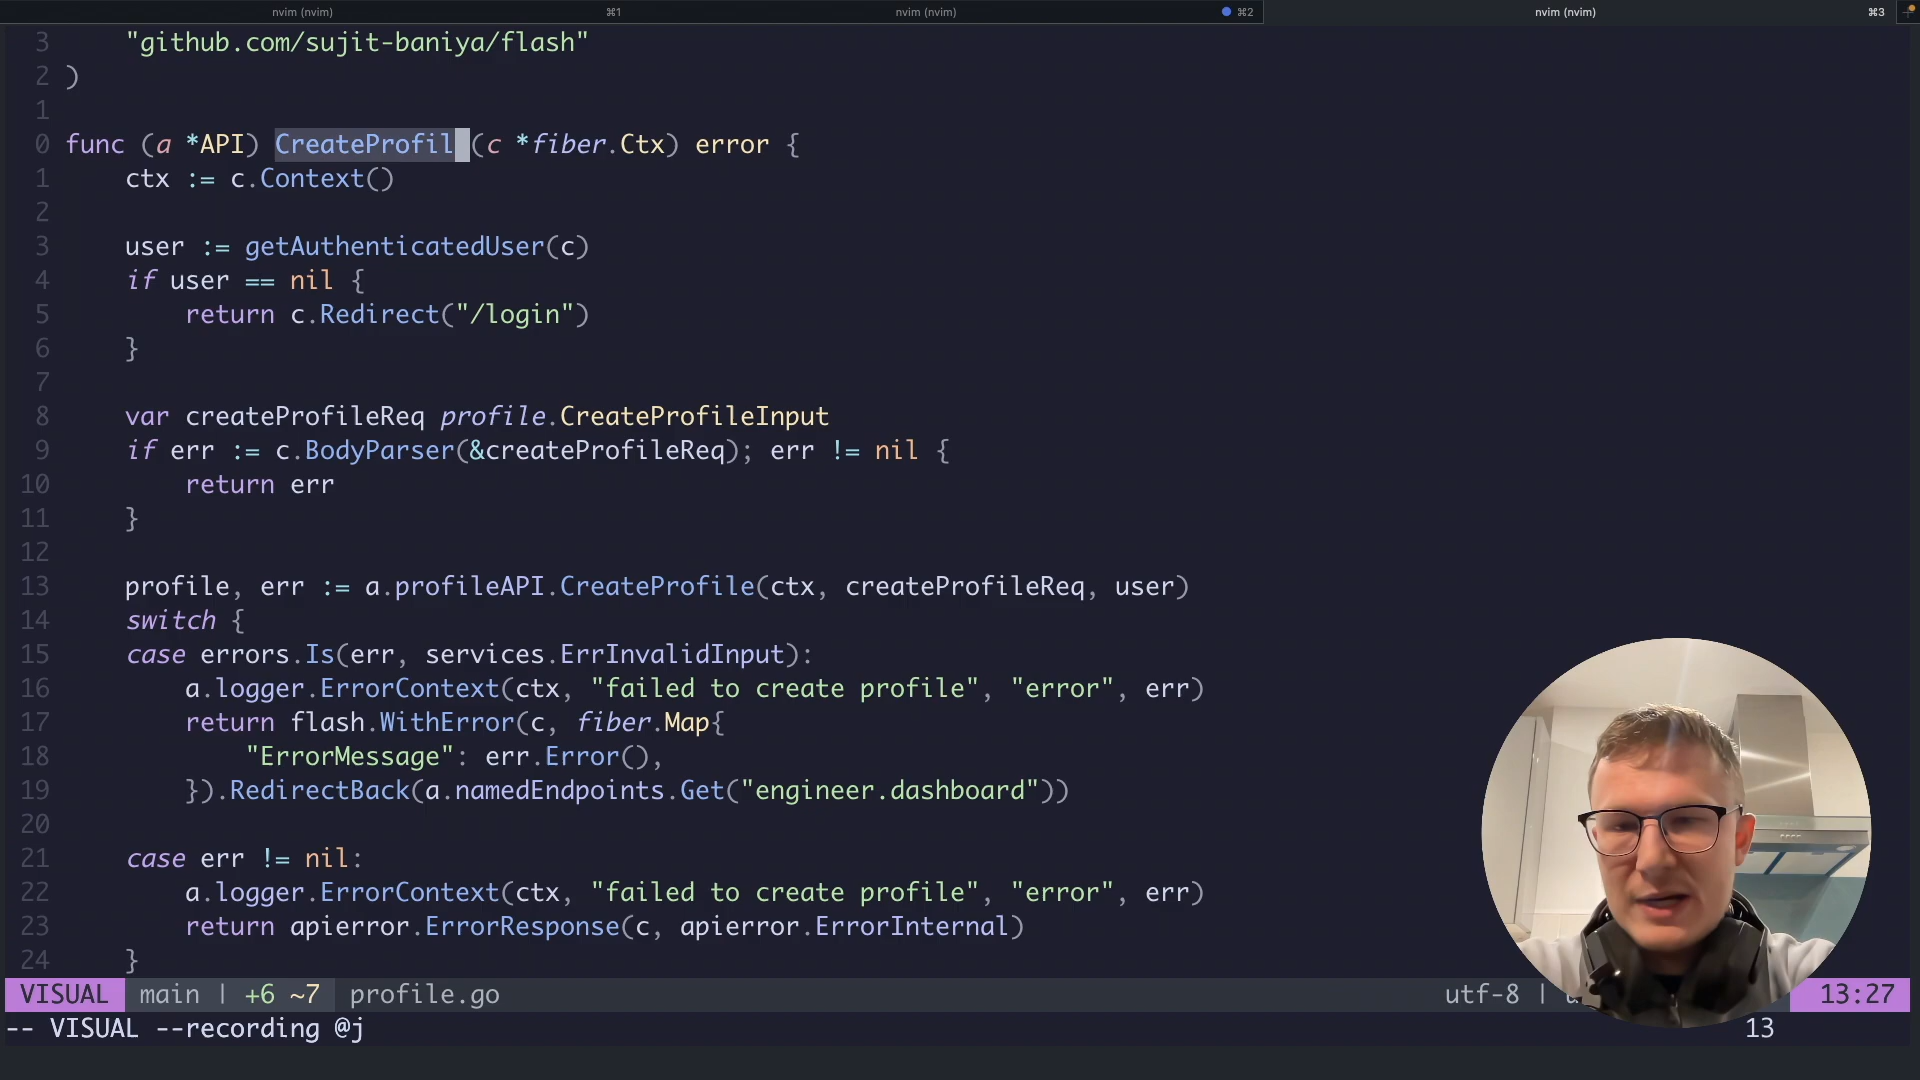 nvim (nvim) ⌘1 nvim (nvim) ⌘2 nvim (nvim) ⌘3
3 "github.com/sujit-baniya/flash"
2 )
1
0 func (a *API) CreateProfil (c *fiber.Ctx) error {
1 ctx := c.Context()
2
3 user := getAuthenticatedUser(c)
4 if user == nil {
5 return c.Redirect("/login")
6 }
7
8 var createProfileReq profile.CreateProfileInput
9 if err := c.BodyParser(&createProfileReq); err != nil {
10 return err
11 }
12
13 profile, err := a.profileAPI.CreateProfile(ctx, createProfileReq, user)
14 switch {
15 case errors.Is(err, services.ErrInvalidInput):
16 a.logger.ErrorContext(ctx, "failed to create profile", "error", err)
17 return flash.WithError(c, fiber.Map{
18 "ErrorMessage": err.Error(),
19 }).RedirectBack(a.namedEndpoints.Get("engineer.dashboard"))
20
21 case err != nil:
22 a.logger.ErrorContext(ctx, "failed to create profile", "error", err)
23 return apierror.ErrorResponse(c, apierror.ErrorInternal)
24 }
VISUAL main | +6 ~7 profile.go utf-8 | 13:27
-- VISUAL --recording @j 13